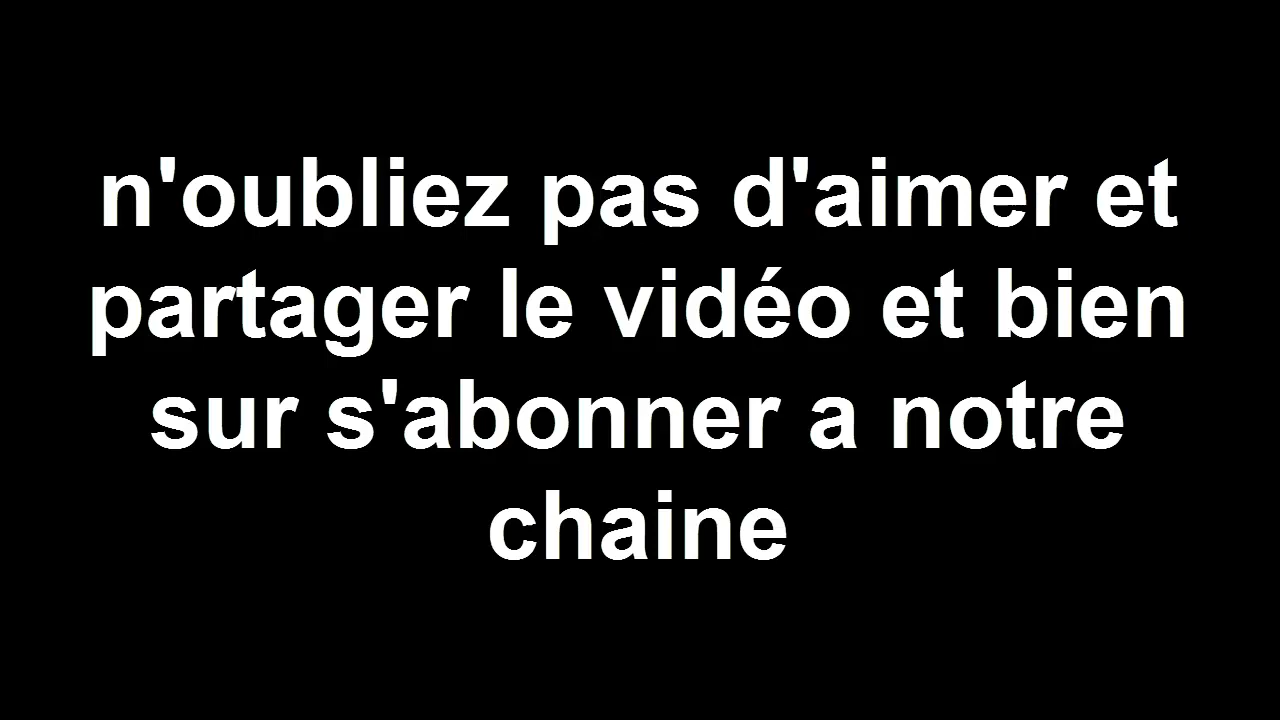 n'oubliez pas d'aimer et
partager le vidéo et bien
sur s'abonner a notre
chaine